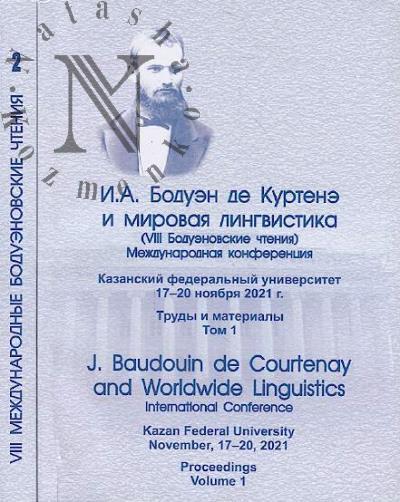 VIII МЕЖДУНАРОДНЫЕ БОДУЭНОВСКИЕ ЧТЕНИЯ 2
Natasha
Kozmenko.
И.А. Бодуэн де Куртенэ
и мировая лингвистика
(VIII Бодуэновские чтения)
Международная конференция
Казанский федеральный университет
17–20 ноября 2021 г.
Труды и материалы
Том 1
J. Baudouin de Courtenay
and Worldwide Linguistics
International Conference
Kazan Federal University
November, 17–20, 2021
Proceedings
Volume 1